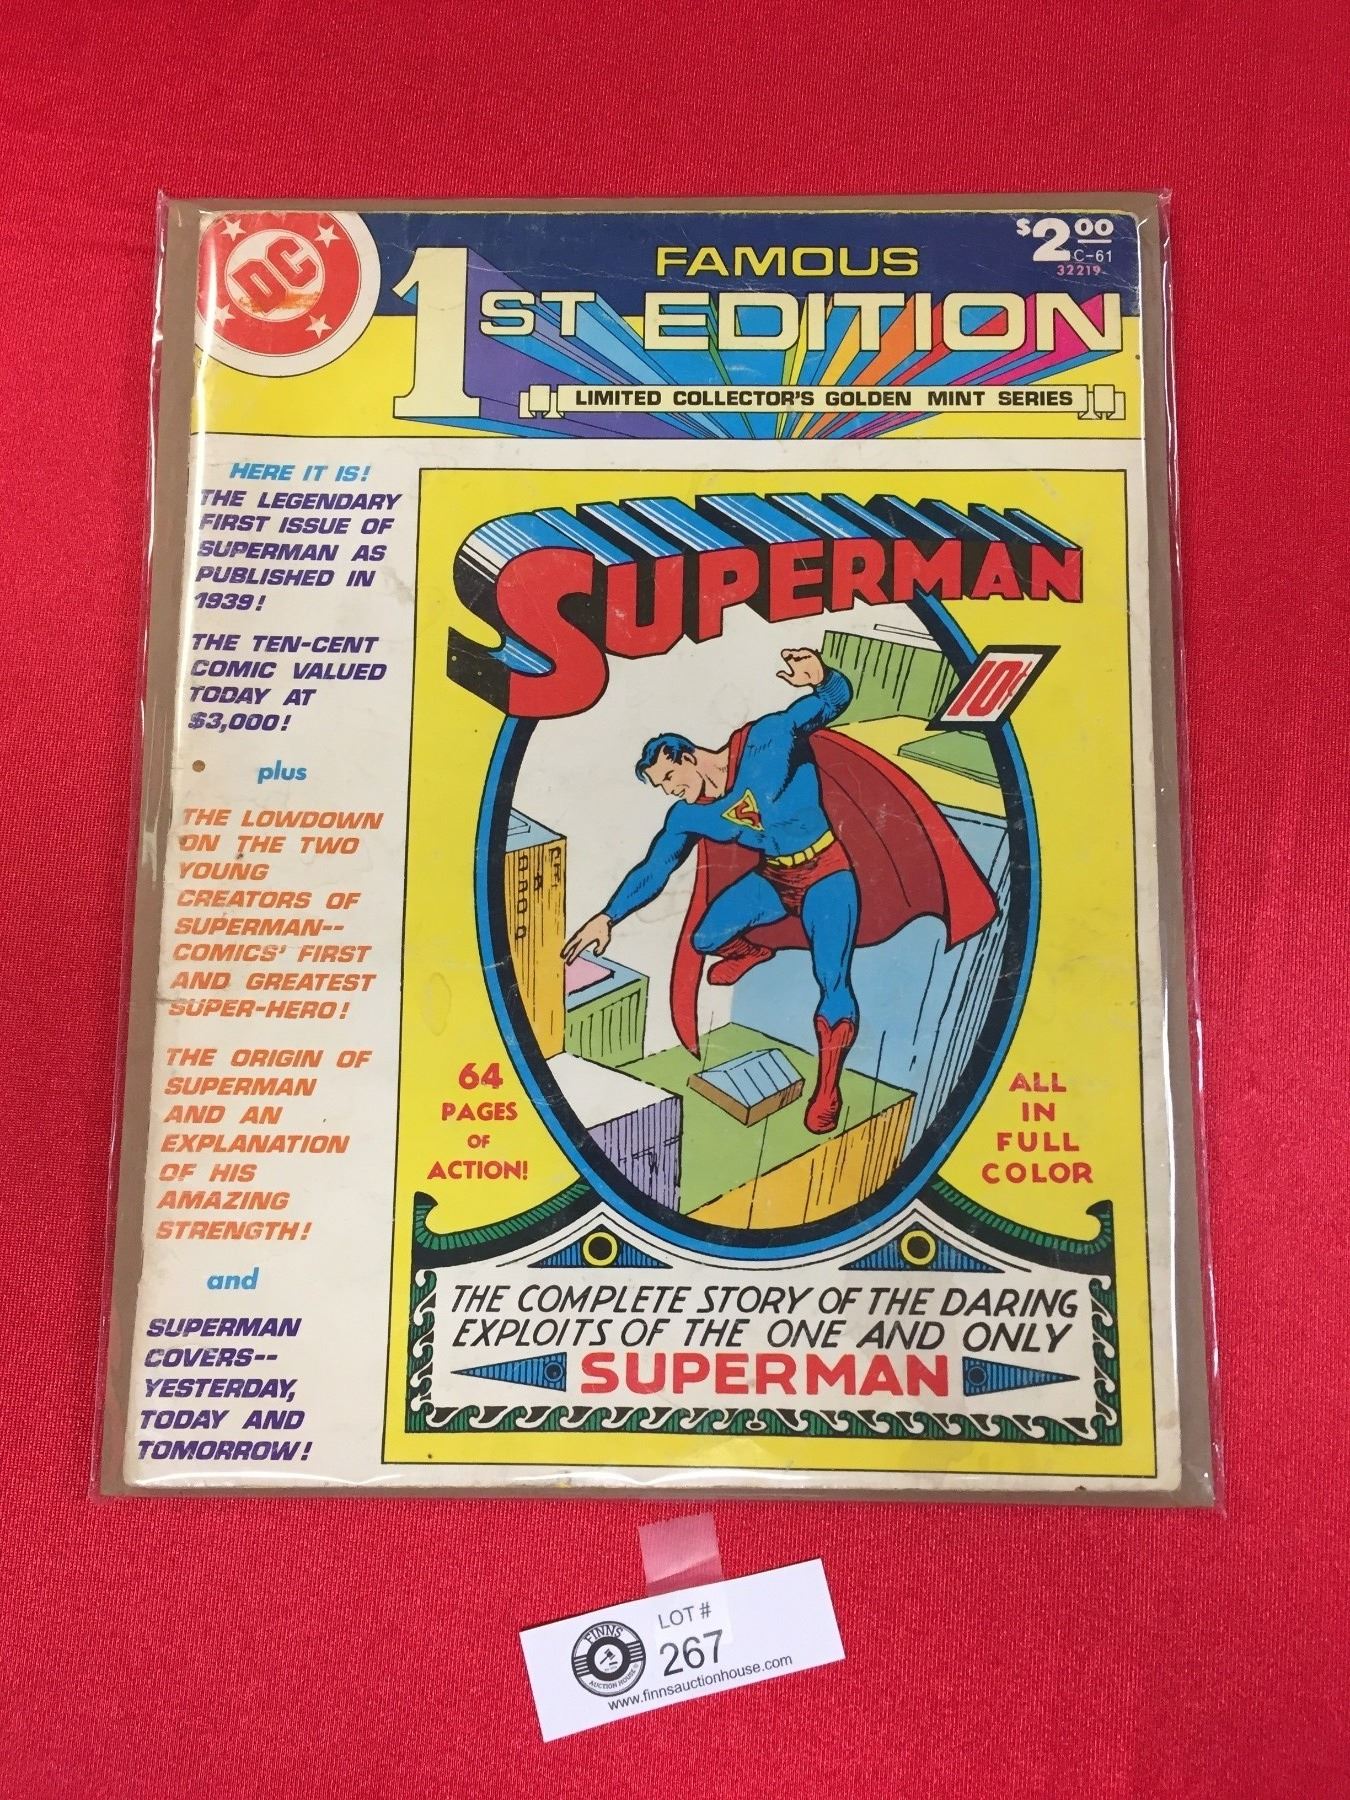 DC
$2.00
C-61
32219
FAMOUS
1ST EDITION
LIMITED COLLECTOR'S GOLDEN MINT SERIES
HERE IT IS!
THE LEGENDARY
FIRST ISSUE OF
SUPERMAN AS
PUBLISHED IN
1939!
THE TEN-CENT
COMIC VALUED
TODAY AT
$3,000!
plus
THE LOWDOWN
ON THE TWO
YOUNG
CREATORS OF
SUPERMAN--
COMICS' FIRST
AND GREATEST
SUPER-HERO!
THE ORIGIN OF
SUPERMAN
AND AN
EXPLANATION
OF HIS
AMAZING
STRENGTH!
and
SUPERMAN
COVERS--
YESTERDAY,
TODAY AND
TOMORROW!
SUPERMAN
10¢
S
64
PAGES
OF
ACTION!
ALL
IN
FULL
COLOR
THE COMPLETE STORY OF THE DARING
EXPLOITS OF THE ONE AND ONLY
SUPERMAN
FINNS
AUCTION HOUSE
LOT #
267
www.finnsauctionhouse.com